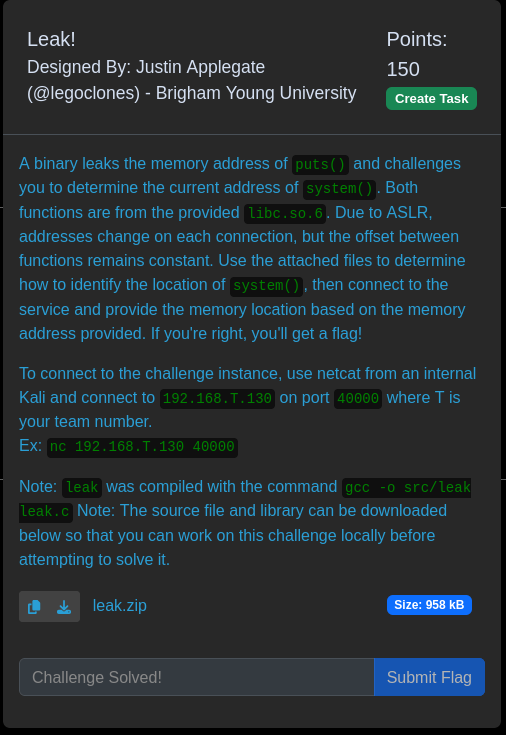 Leak!
Points:
Designed By: Justin Applegate
150
(@legoclones) - Brigham Young University
Create Task
A binary leaks the memory address of puts() and challenges
you to determine the current address of system(). Both
functions are from the provided libc.so.6. Due to ASLR,
addresses change on each connection, but the offset between
functions remains constant. Use the attached files to determine
how to identify the location of system(), then connect to the
service and provide the memory location based on the memory
address provided. If you're right, you'll get a flag!
To connect to the challenge instance, use netcat from an internal
Kali and connect to 192.168.T.130 on port 40000 where T is
your team number.
Ex: nc 192.168.T.130 40000
Note: leak was compiled with the command gcc -o src/leak
leak.c Note: The source file and library can be downloaded
below so that you can work on this challenge locally before
attempting to solve it.
leak.zip
Size: 958 kB
Challenge Solved!
Submit Flag